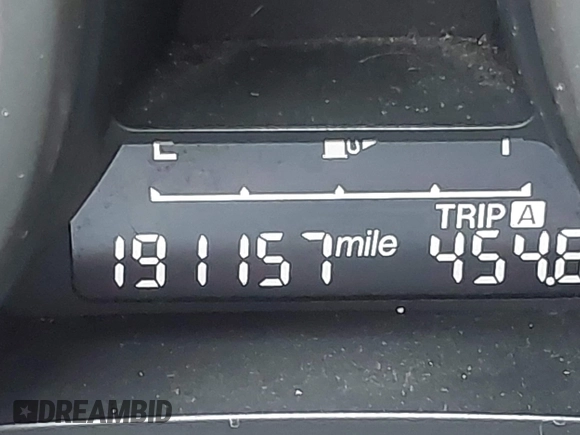 E
TRIP A
191157 mile 454.
DREAMBID